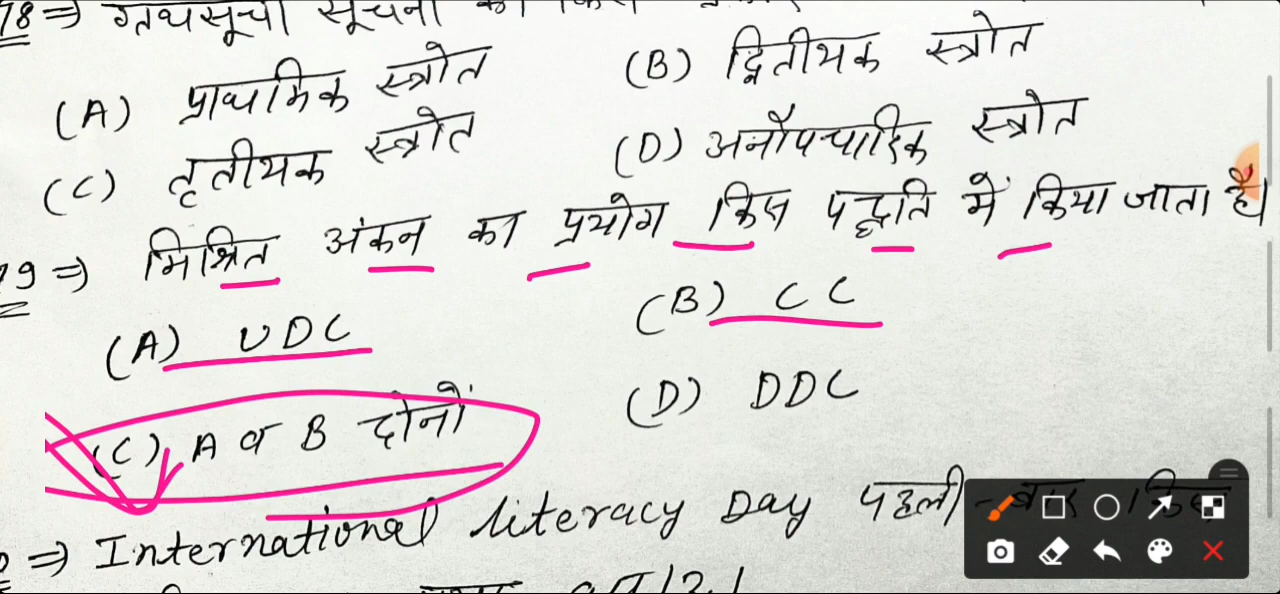 78 => ग्रंथसूची सूचना का किस
(A) प्राथमिक स्त्रोत (B) द्वितीयक स्त्रोत
(C) तृतीयक स्त्रोत (D) अनौपचारिक स्त्रोत
79 => मिश्रित अंकन का प्रयोग किस पद्धति में किया जाता है।
(A) UDC (B) CC
(C) A व B दोनों (D) DDC
=> International literacy Day पहली बार किस